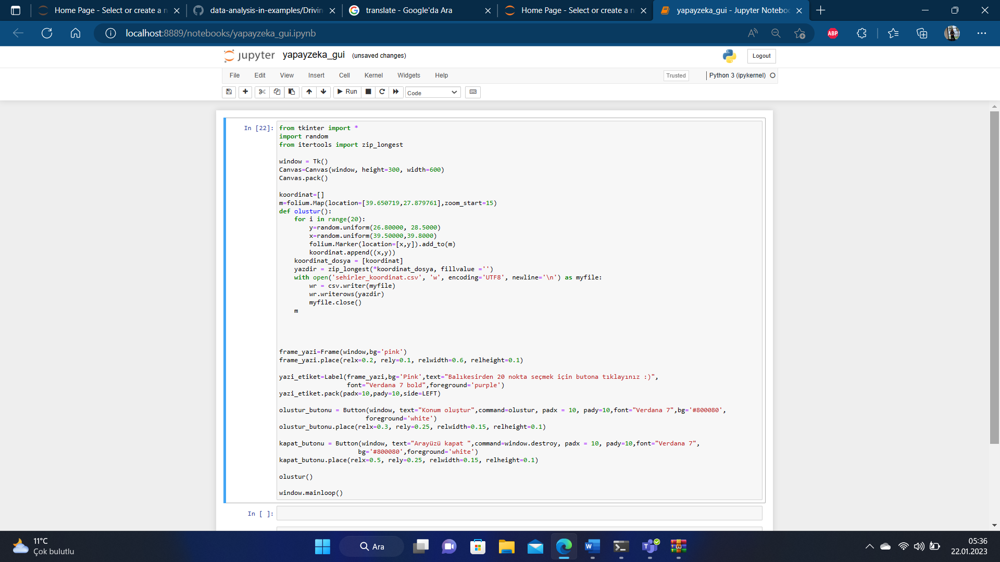 Home Page - Select or create a n
data-analysis-in-examples/Drivin
translate - Google'da Ara
Home Page - Select or create a n
yapayzeka_gui - Jupyter Notebo
localhost:8889/notebooks/yapayzeka_gui.ipynb
ABP
jupyter yapayzeka_gui (unsaved changes)
Logout
File Edit View Insert Cell Kernel Widgets Help
Trusted
Python 3 (ipykernel)
Run
Code
In [22]:
from tkinter import *
import random
from itertools import zip_longest
window = Tk()
Canvas=Canvas(window, height=300, width=600)
Canvas.pack()
koordinat=[]
m=folium.Map(location=[39.650719,27.879761],zoom_start=15)
def olustur():
    for i in range(20):
        y=random.uniform(26.80000, 28.5000)
        x=random.uniform(39.50000,39.8000)
        folium.Marker(location=[x,y]).add_to(m)
        koordinat.append((x,y))
    koordinat_dosya = [koordinat]
    yazdir = zip_longest(*koordinat_dosya, fillvalue ='')
    with open('sehirler_koordinat.csv', 'w', encoding='UTF8', newline='\n') as myfile:
        wr = csv.writer(myfile)
        wr.writerows(yazdir)
        myfile.close()
    m
frame_yazi=Frame(window,bg='pink')
frame_yazi.place(relx=0.2, rely=0.1, relwidth=0.6, relheight=0.1)
yazi_etiket=Label(frame_yazi,bg='Pink',text="Balıkesirden 20 nokta seçmek için butona tıklayınız :)",
                  font="Verdana 7 bold",foreground='purple')
yazi_etiket.pack(padx=10,pady=10,side=LEFT)
olustur_butonu = Button(window, text="Konum oluştur",command=olustur, padx = 10, pady=10,font="Verdana 7",bg='#800080',
                       foreground='white')
olustur_butonu.place(relx=0.3, rely=0.25, relwidth=0.15, relheight=0.1)
kapat_butonu = Button(window, text="Arayüzü kapat ",command=window.destroy, padx = 10, pady=10,font="Verdana 7",
                     bg='#800080',foreground='white')
kapat_butonu.place(relx=0.5, rely=0.25, relwidth=0.15, relheight=0.1)
olustur()
window.mainloop()
In [ ]:
11°C
Çok bulutlu
Ara
05:36
22.01.2023